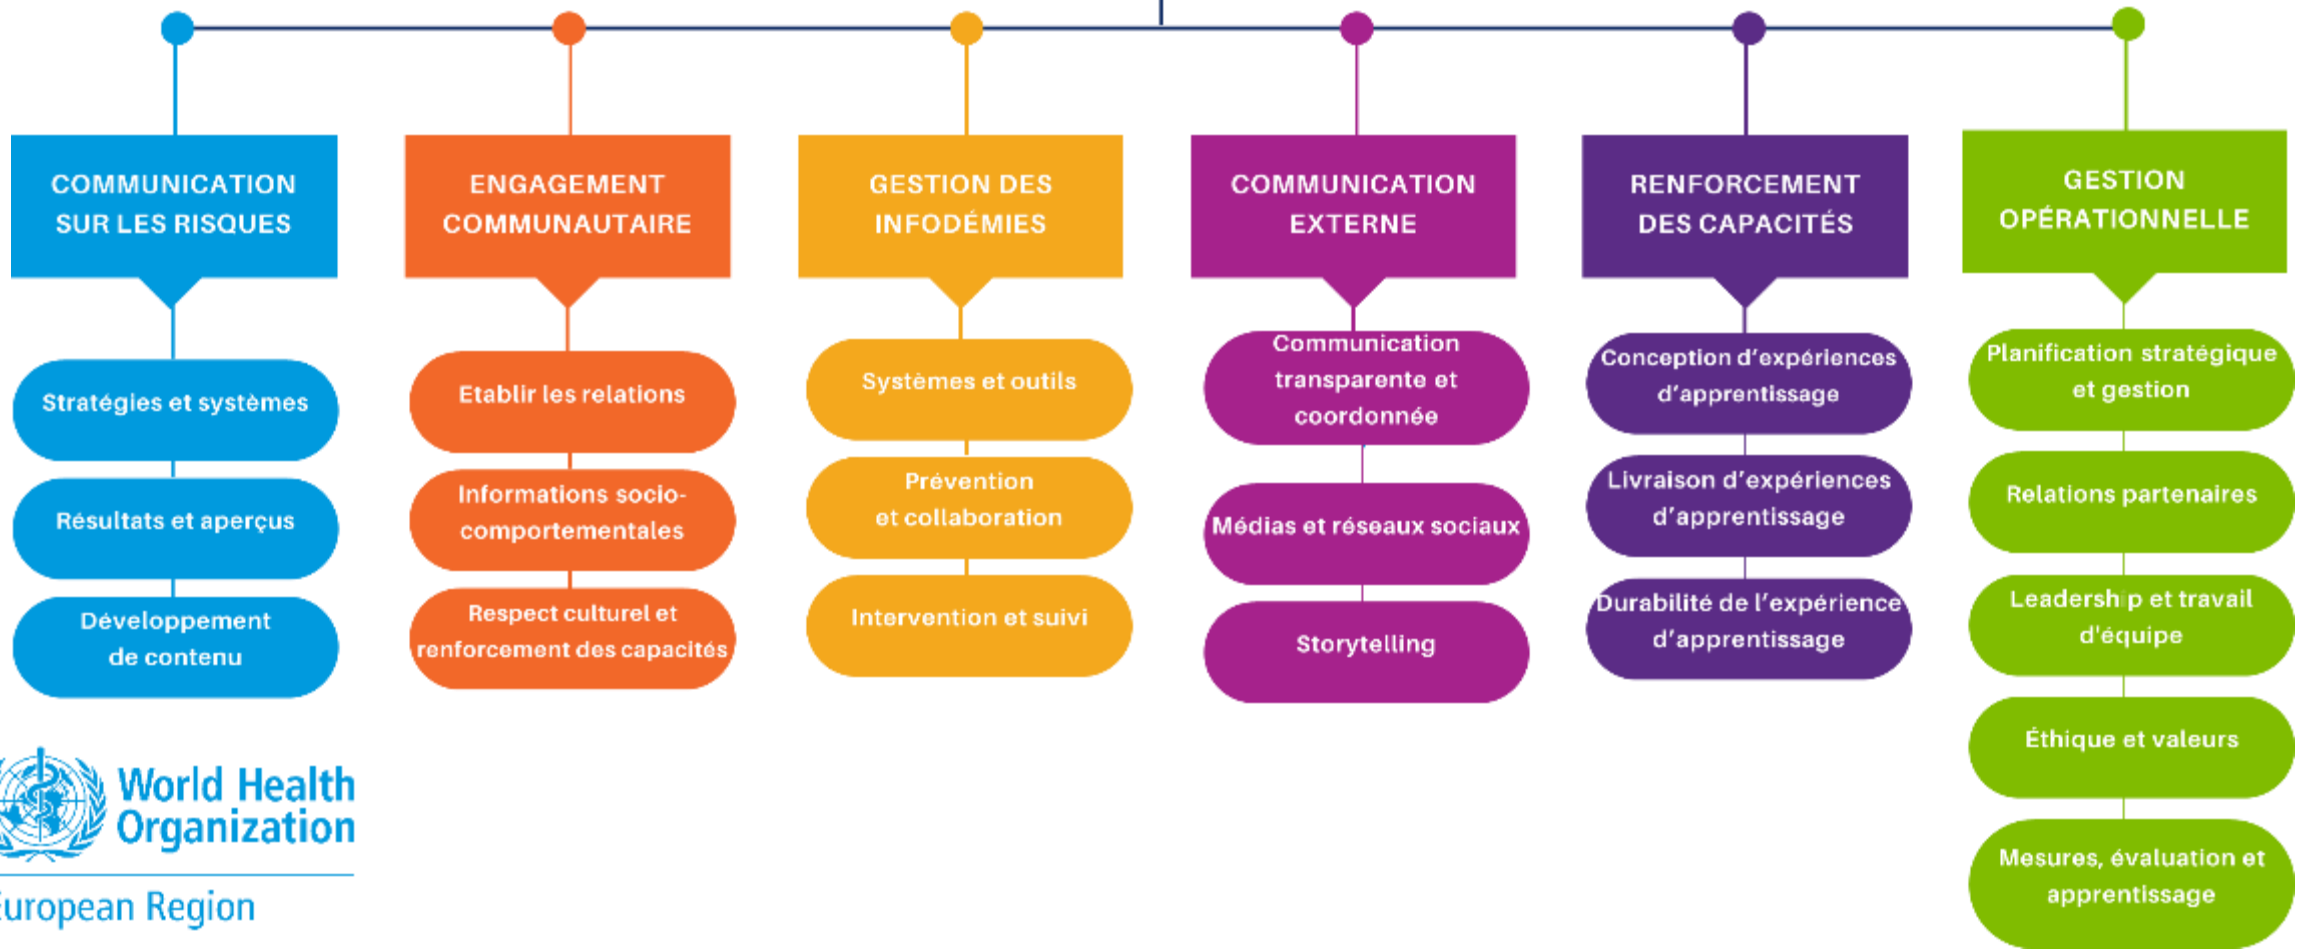 COMMUNICATION
SUR LES RISQUES
Stratégies et systèmes
Résultats et aperçus
Développement
de contenu
ENGAGEMENT
COMMUNAUTAIRE
Etablir les relations
Informations socio-
comportementales
Respect culturel et
renforcement des capacités
GESTION DES
INFODÉMIES
Systèmes et outils
Prévention
et collaboration
Intervention et suivi
COMMUNICATION
EXTERNE
Communication
transparente et
coordonnée
Médias et réseaux sociaux
Storytelling
RENFORCEMENT
DES CAPACITÉS
Conception d’expériences
d’apprentissage
Livraison d’expériences
d’apprentissage
Durabilité de l’expérience
d’apprentissage
GESTION
OPÉRATIONNELLE
Planification stratégique
et gestion
Relations partenaires
Leadership et travail
d'équipe
Éthique et valeurs
Mesures, évaluation et
apprentissage
World Health
Organization
European Region